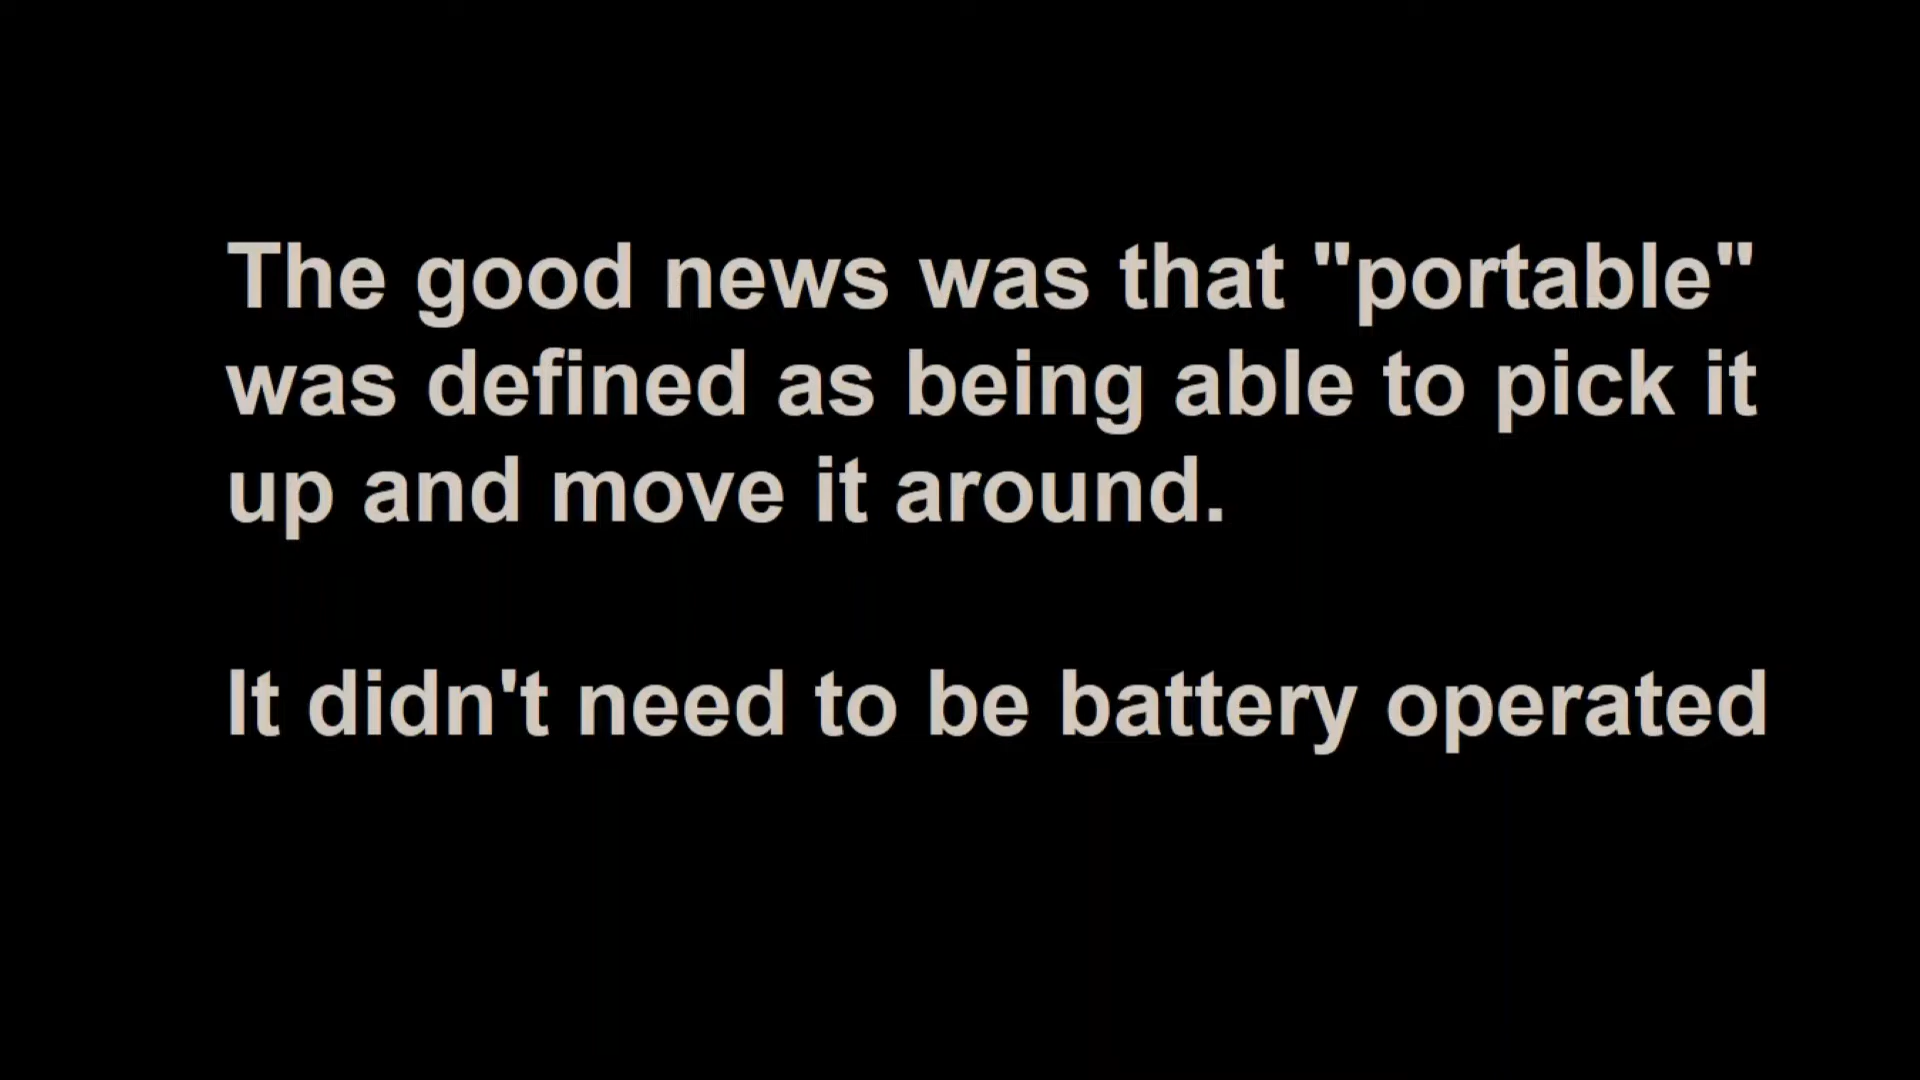 The good news was that "portable"
was defined as being able to pick it
up and move it around.
It didn't need to be battery operated